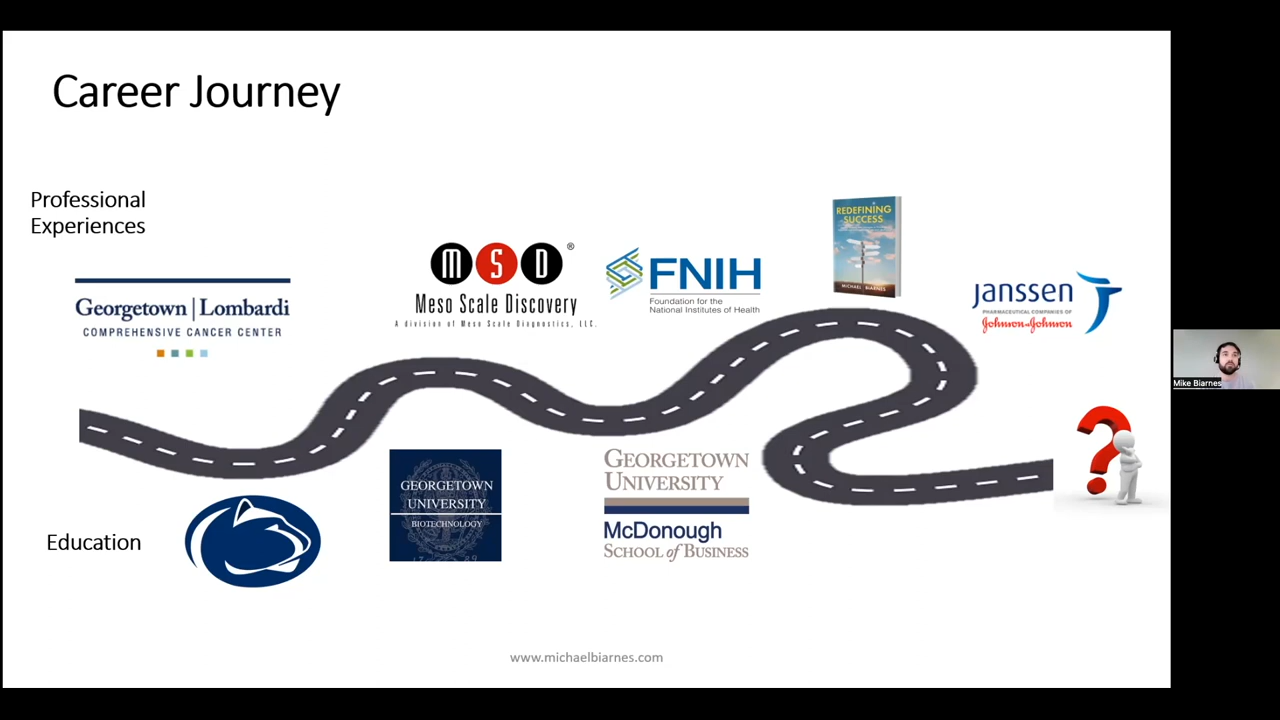 Career Journey
Professional
Experiences
Georgetown | Lombardi
COMPREHENSIVE CANCER CENTER
MSD®
Meso Scale Discovery
A division of Meso Scale Diagnostics, LLC.
FNIH
Foundation for the
National Institutes of Health
REDEFINING
SUCCESS
MICHAEL BIARNES
janssen
PHARMACEUTICAL COMPANIES OF
Johnson & Johnson
Mike Biarnes
GEORGETOWN
UNIVERSITY
BIOTECHNOLOGY
GEORGETOWN
UNIVERSITY
McDonough
SCHOOL of BUSINESS
?
Education
www.michaelbiarnes.com